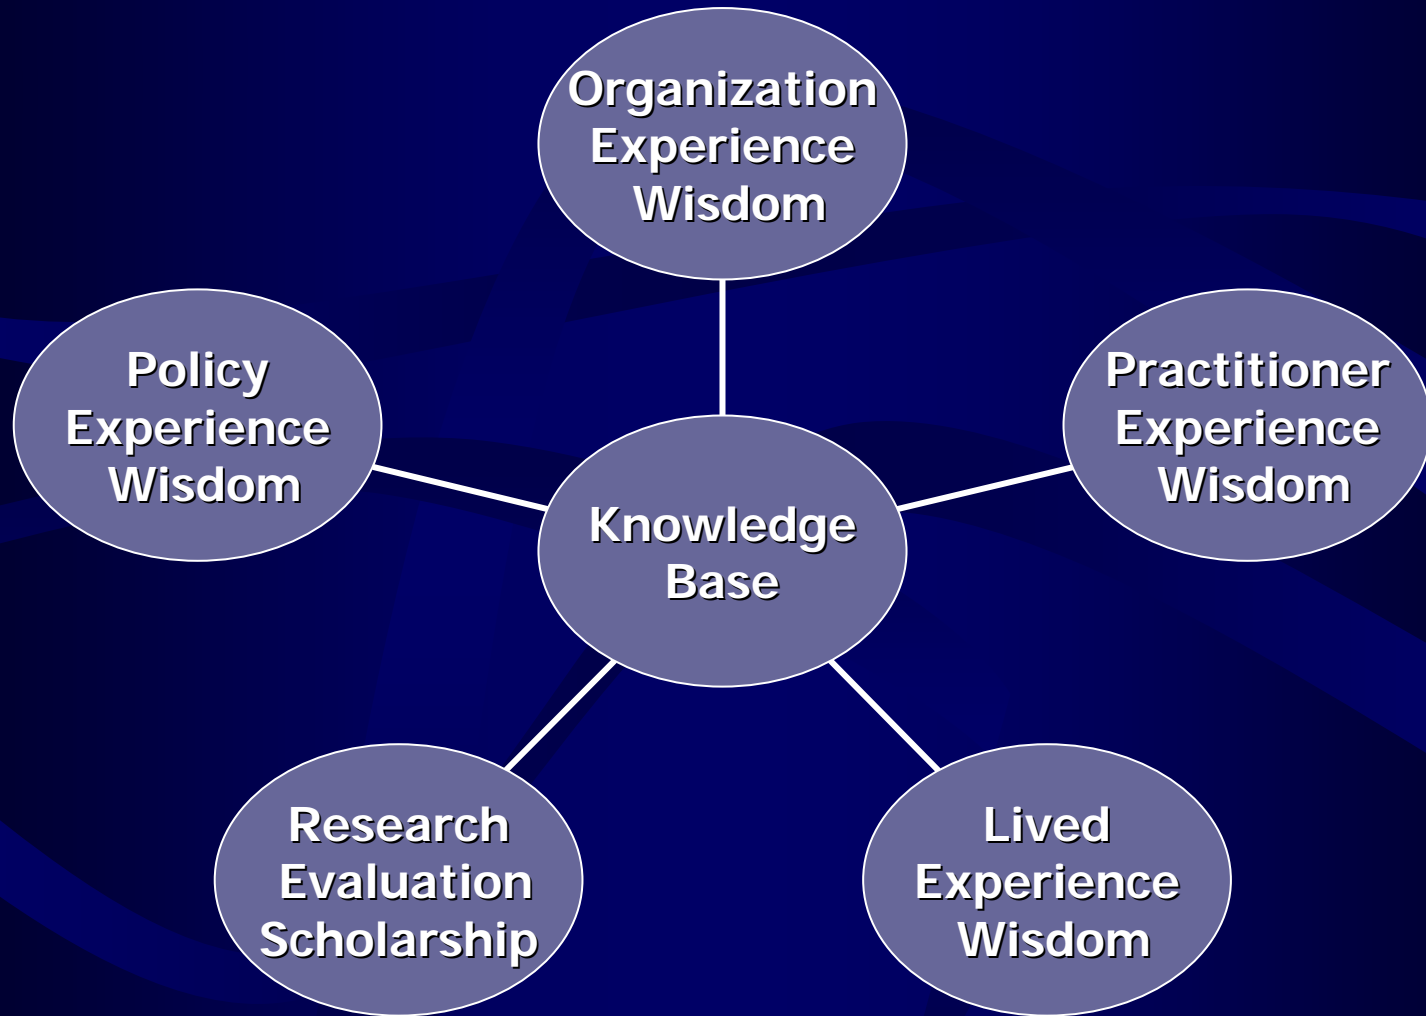 Organization
Experience
Wisdom
Policy
Experience
Wisdom
Practitioner
Experience
Wisdom
Knowledge
Base
Research
Evaluation
Scholarship
Lived
Experience
Wisdom